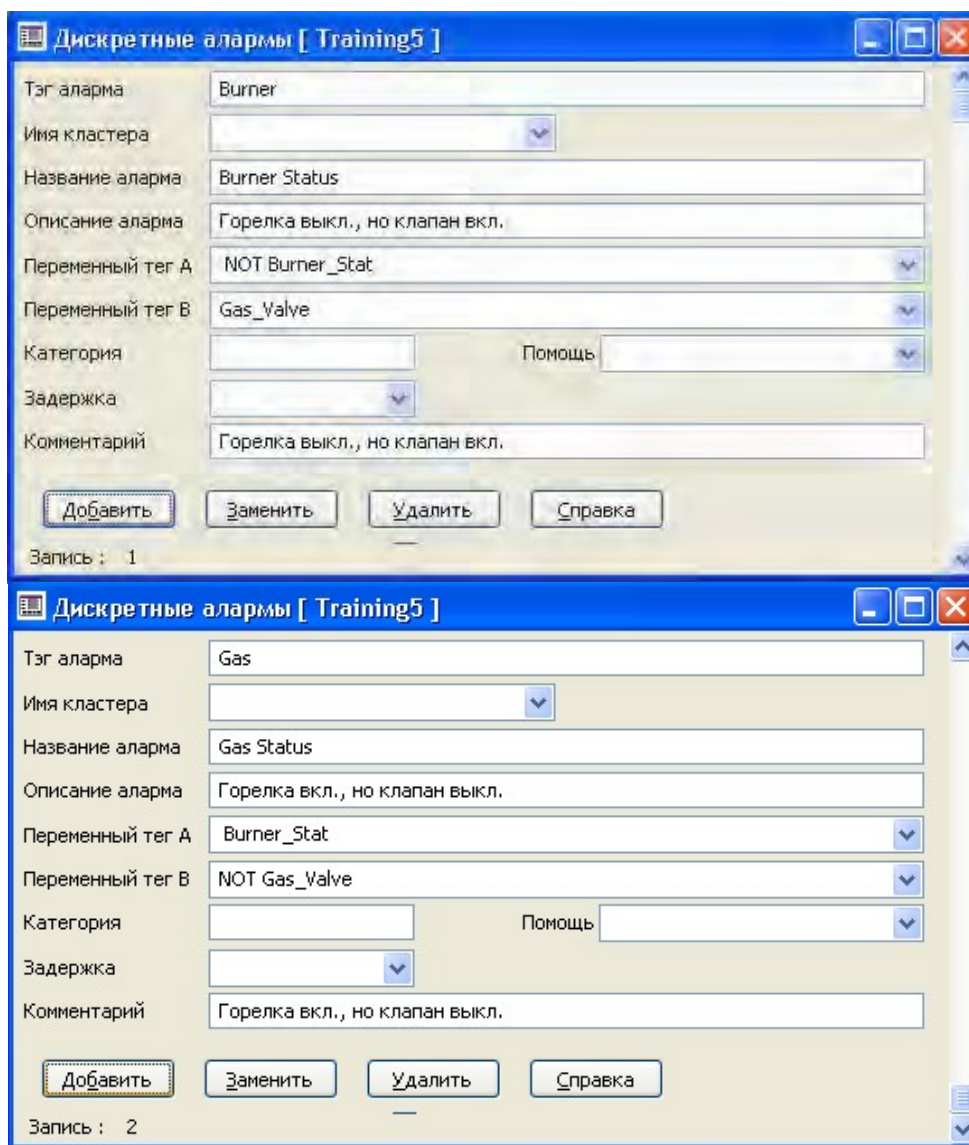 Дискретные алармы [ Training5 ]
Тэг аларма Burner
Имя кластера
Название аларма Burner Status
Описание аларма Горелка выкл., но клапан вкл.
Переменный тег А NOT Burner_Stat
Переменный тег В Gas_Valve
Категория Помощь
Задержка
Комментарий Горелка выкл., но клапан вкл.
Добавить Заменить Удалить Справка
Запись : 1
Дискретные алармы [ Training5 ]
Тэг аларма Gas
Имя кластера
Название аларма Gas Status
Описание аларма Горелка вкл., но клапан выкл.
Переменный тег А Burner_Stat
Переменный тег В NOT Gas_Valve
Категория Помощь
Задержка
Комментарий Горелка вкл., но клапан выкл.
Добавить Заменить Удалить Справка
Запись : 2